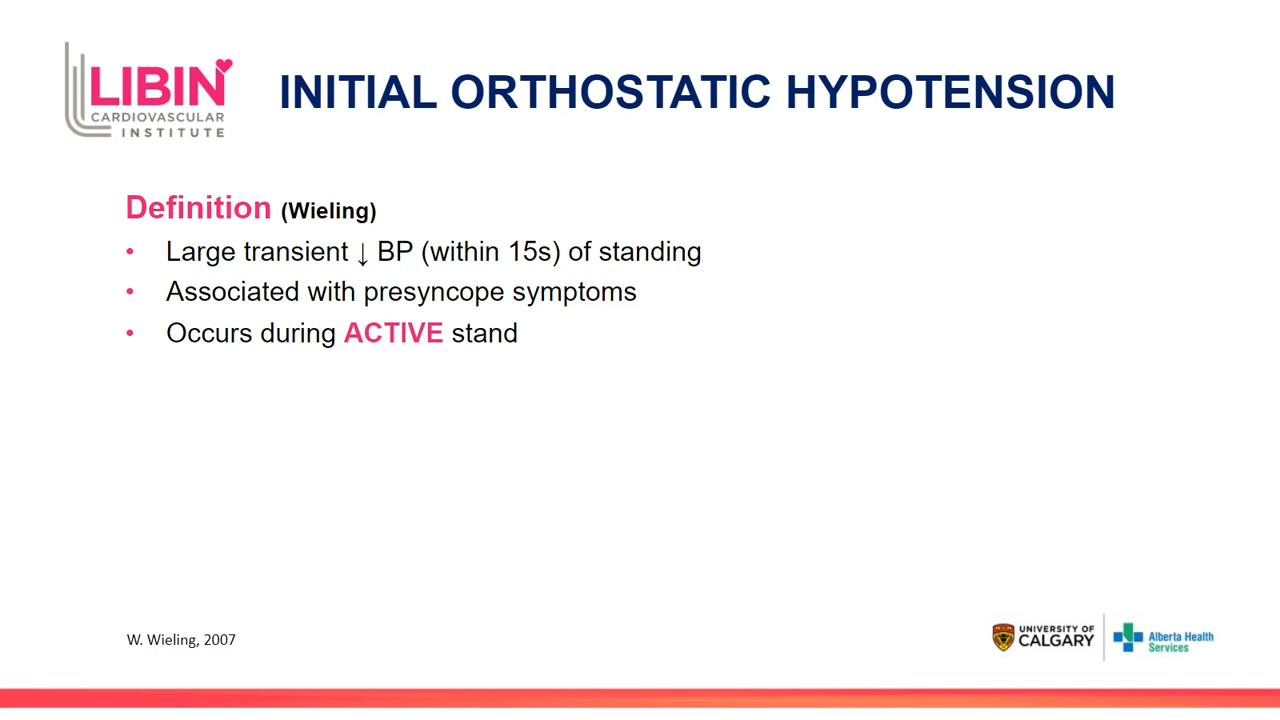 LIBIN
CARDIOVASCULAR
INSTITUTE
INITIAL ORTHOSTATIC HYPOTENSION
Definition (Wieling)
• Large transient ↓ BP (within 15s) of standing
• Associated with presyncope symptoms
• Occurs during ACTIVE stand
W. Wieling, 2007
UNIVERSITY OF
CALGARY
Alberta Health
Services